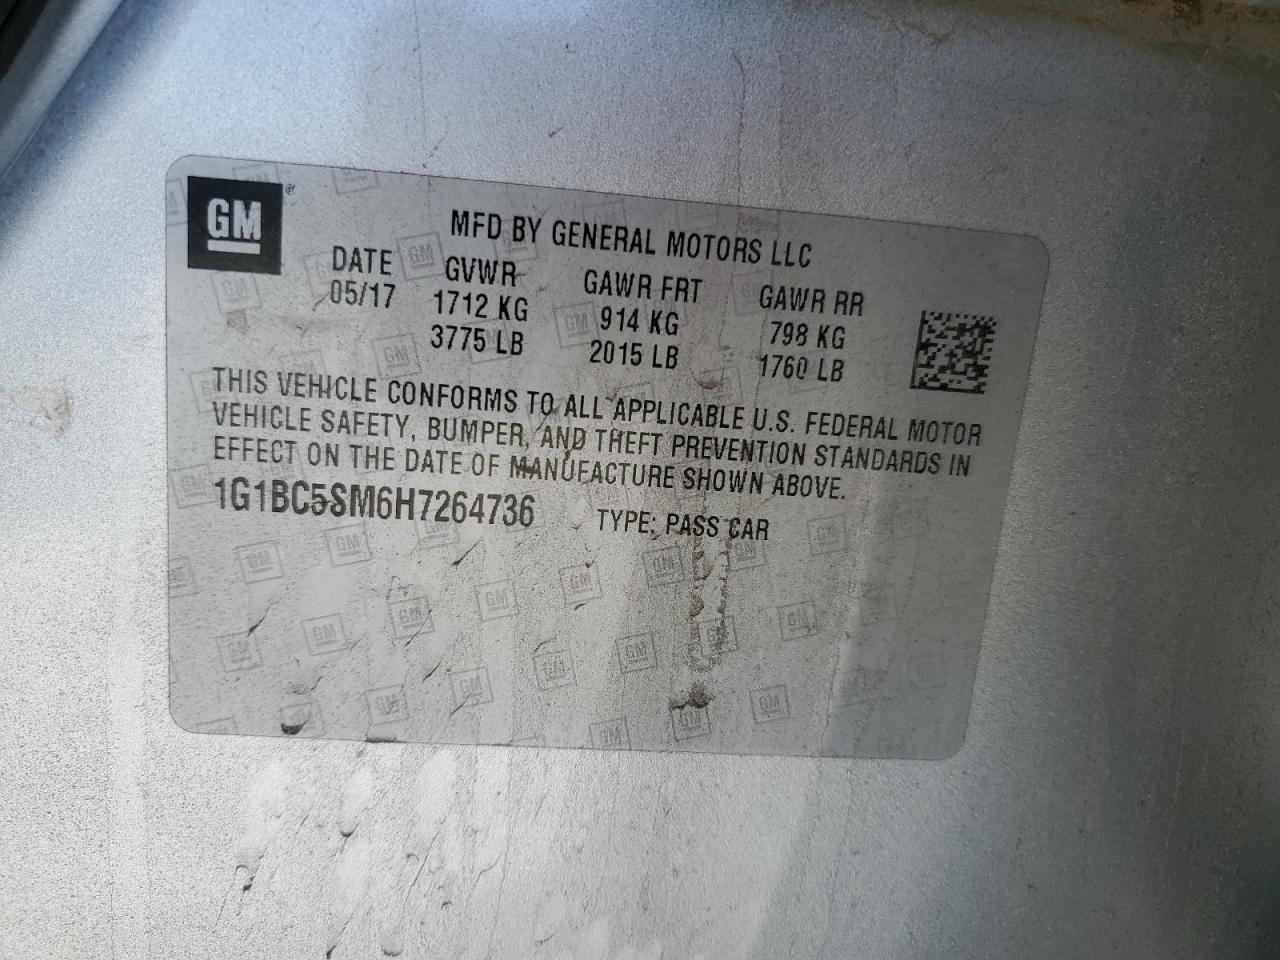 GM®
MFD BY GENERAL MOTORS LLC
DATE GVWR GAWR FRT GAWR RR
05/17 1712 KG 914 KG 798 KG
3775 LB 2015 LB 1760 LB
THIS VEHICLE CONFORMS TO ALL APPLICABLE U.S. FEDERAL MOTOR
VEHICLE SAFETY, BUMPER, AND THEFT PREVENTION STANDARDS IN
EFFECT ON THE DATE OF MANUFACTURE SHOWN ABOVE.
1G1BC5SM6H7264736 TYPE: PASS CAR